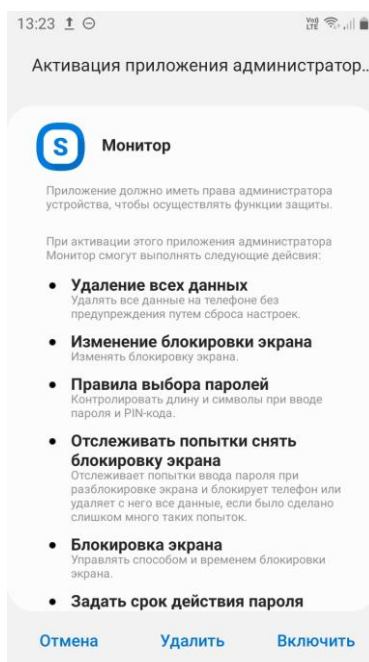 13:23
Vo)) LTE
Активация приложения администратор..
S Монитор
Приложение должно иметь права администратора
устройства, чтобы осуществлять функции защиты.
При активации этого приложения администратора
Монитор смогут выполнять следующие дейсвия:
• Удаление всех данных
Удалять все данные на телефоне без
предупреждения путем сброса
настроек.
• Изменение блокировки экрана
Изменять блокировку экрана.
• Правила выбора паролей
Контролировать длину и символы при вводе
пароля и PIN-кода.
• Отслеживать попытки снять
блокировку экрана
Отслеживает попытки ввода пароля при
разблокировке экрана и блокирует телефон или
удаляет с него все данные, если было сделано
слишком много таких попыток.
• Блокировка экрана
Управлять способом и временем блокировки
экрана.
• Задать срок действия пароля
Отмена Удалить Включить